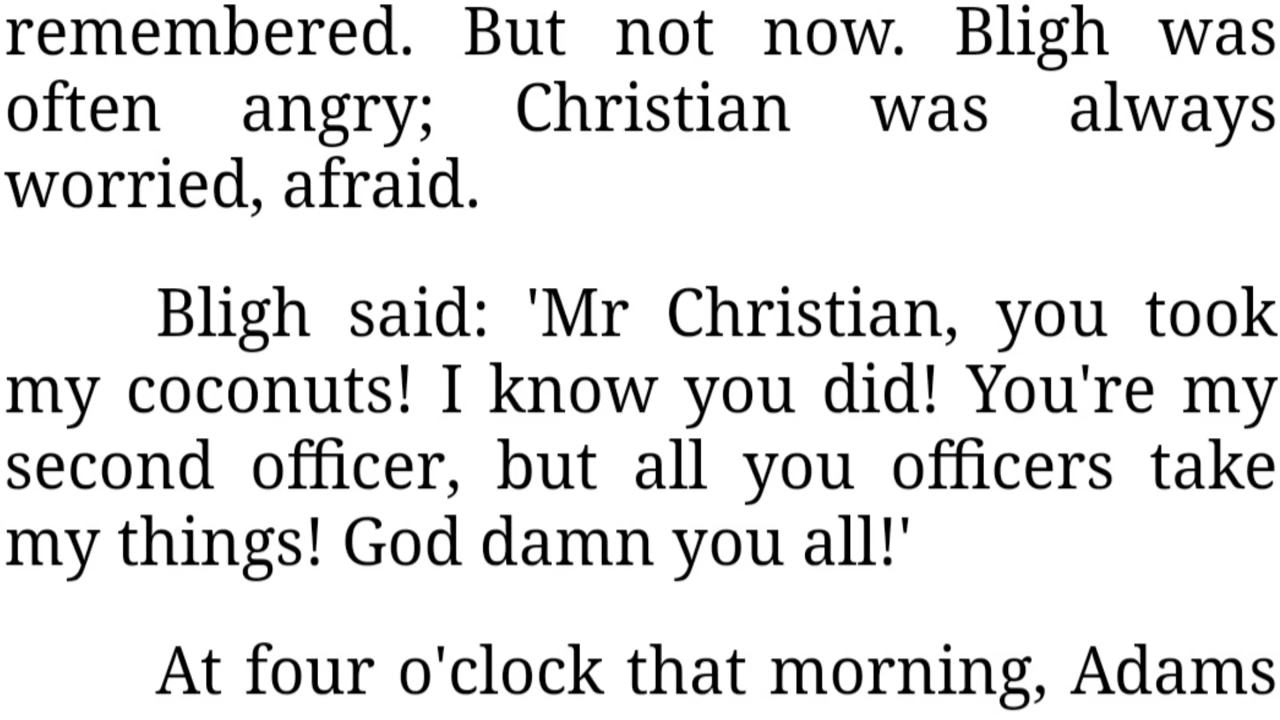 remembered. But not now. Bligh was
often angry; Christian was always
worried, afraid.
Bligh said: 'Mr Christian, you took
my coconuts! I know you did! You're my
second officer, but all you officers take
my things! God damn you all!'
At four o'clock that morning, Adams